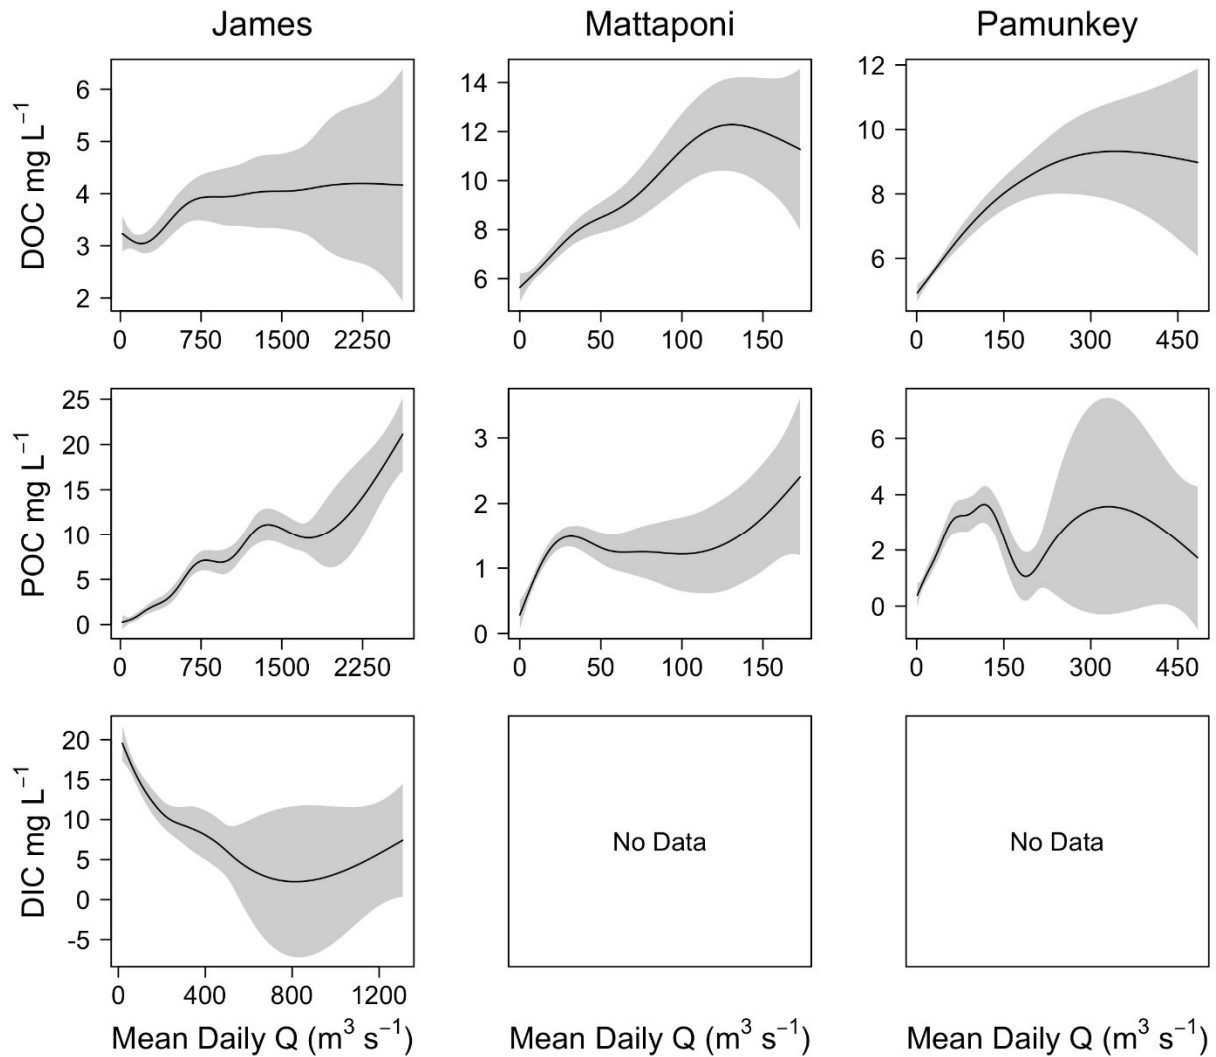 James Mattaponi Pamunkey
DOC mg L⁻¹
6
5
4
3
2
0 750 1500 2250
14
12
10
8
6
0 50 100 150
12
10
8
6
0 150 300 450
POC mg L⁻¹
25
20
15
10
5
0
0 750 1500 2250
3
2
1
0
0 50 100 150
6
4
2
0
0 150 300 450
DIC mg L⁻¹
20
15
10
5
0
-5
0 400 800 1200
No Data
No Data
Mean Daily Q (m³ s⁻¹) Mean Daily Q (m³ s⁻¹) Mean Daily Q (m³ s⁻¹)